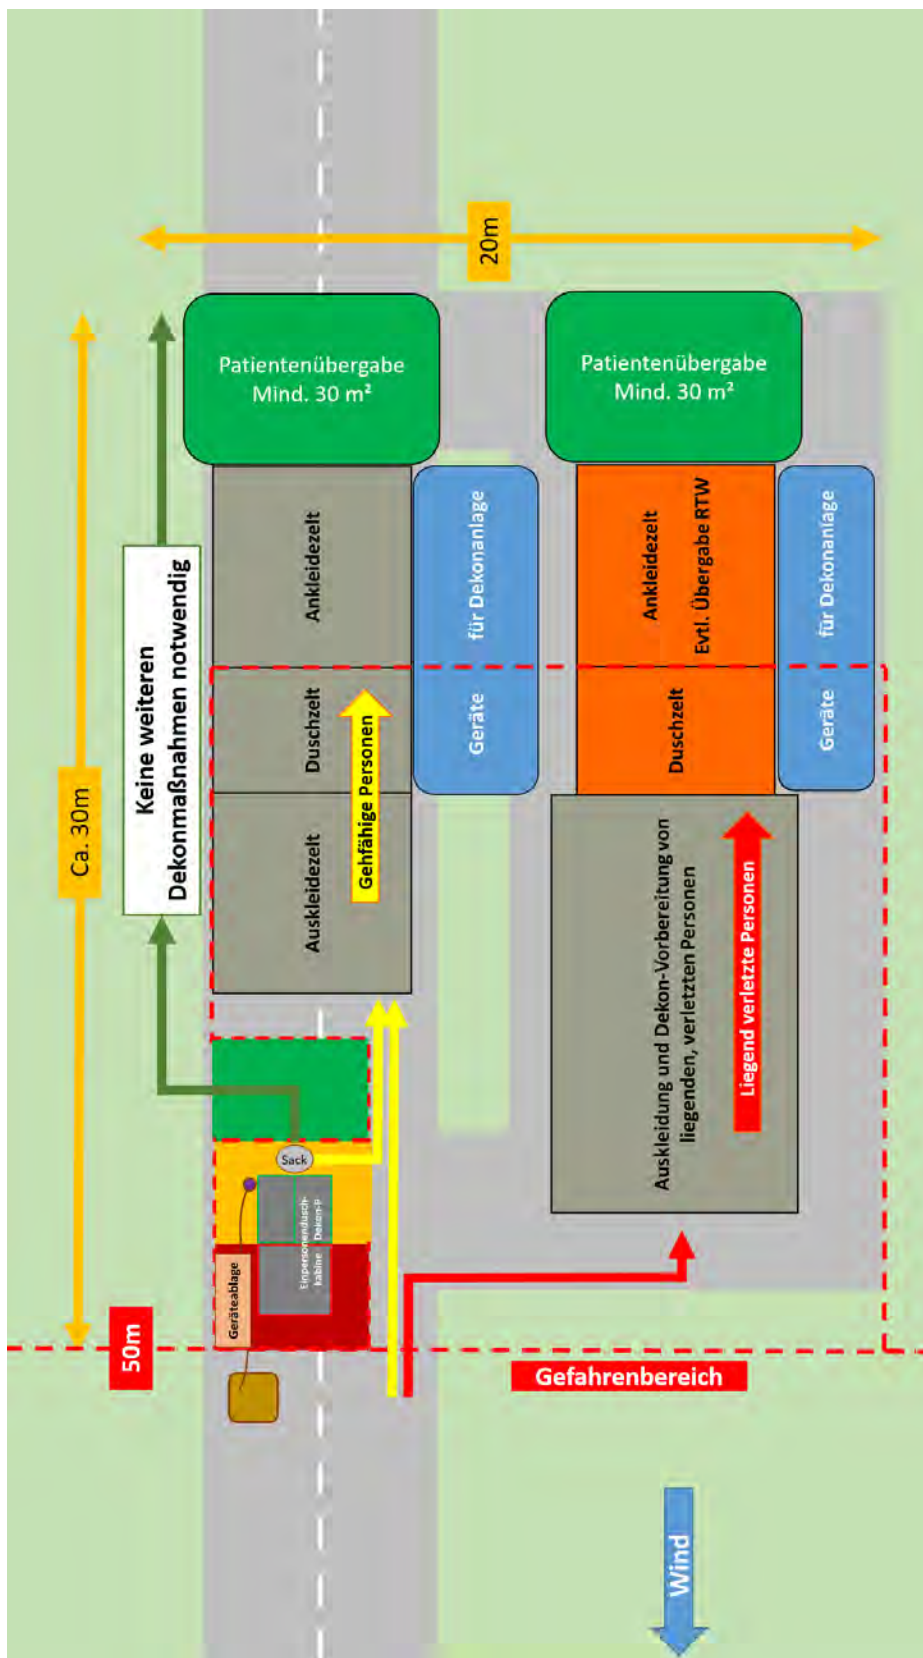 20m
Ca. 30m
Patientenübergabe
Mind. 30 m²
Patientenübergabe
Mind. 30 m²
Keine weiteren
Dekonmaßnahmen notwendig
Ankleidezelt
Duschzelt
Auskleidezelt
Gehfähige Personen
Geräte für Dekonanlage
Ankleidezelt
Evtl. Übergabe RTW
Duschzelt
Geräte für Dekonanlage
Auskleidung und Dekon-Vorbereitung von
liegenden, verletzten Personen
Liegend verletzte Personen
Sack
Einpersonendusch-
kabine
Dekon-P
Geräteablage
50m
Gefahrenbereich
Wind